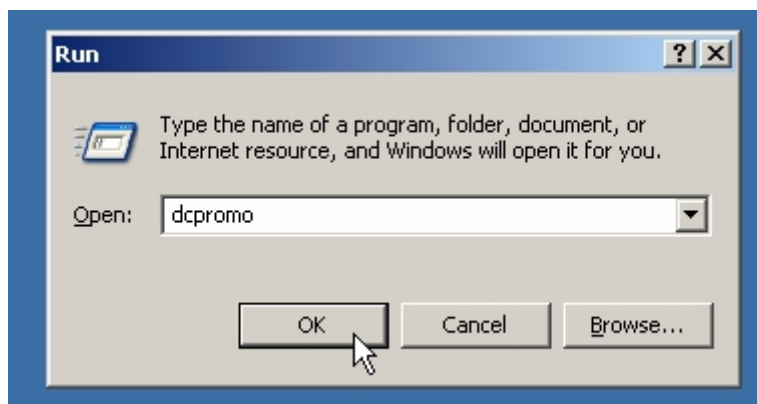 Run
Type the name of a program, folder, document, or
Internet resource, and Windows will open it for you.
Open: dcpromo
OK Cancel Browse...